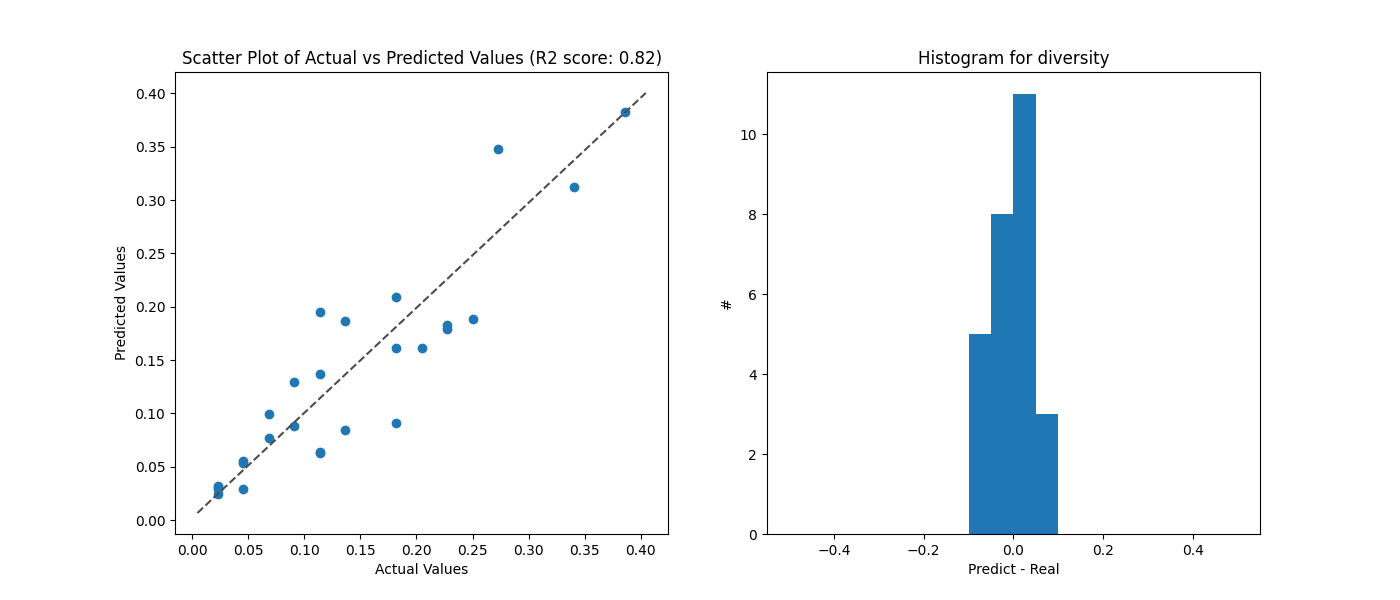 Scatter Plot of Actual vs Predicted Values (R2 score: 0.82)
0.40
0.35
0.30
0.25
0.20
0.15
0.10
0.05
0.00
Predicted Values
0.00 0.05 0.10 0.15 0.20 0.25 0.30 0.35 0.40
Actual Values
Histogram for diversity
10
8
6
4
2
0
#
−0.4 −0.2 0.0 0.2 0.4
Predict - Real